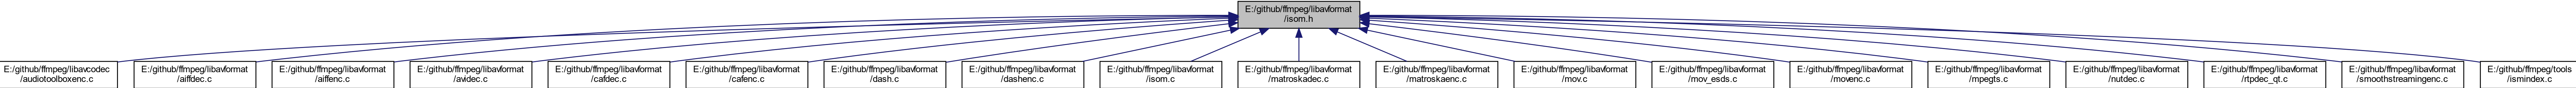 E:/github/ffmpeg/libavformat
/isom.h
E:/github/ffmpeg/libavcodec
/audiotoolboxenc.c
E:/github/ffmpeg/libavformat
/aiffdec.c
E:/github/ffmpeg/libavformat
/aiffenc.c
E:/github/ffmpeg/libavformat
/avidec.c
E:/github/ffmpeg/libavformat
/cafdec.c
E:/github/ffmpeg/libavformat
/cafenc.c
E:/github/ffmpeg/libavformat
/dash.c
E:/github/ffmpeg/libavformat
/dashenc.c
E:/github/ffmpeg/libavformat
/isom.c
E:/github/ffmpeg/libavformat
/matroskadec.c
E:/github/ffmpeg/libavformat
/matroskaenc.c
E:/github/ffmpeg/libavformat
/mov.c
E:/github/ffmpeg/libavformat
/mov_esds.c
E:/github/ffmpeg/libavformat
/movenc.c
E:/github/ffmpeg/libavformat
/mpegts.c
E:/github/ffmpeg/libavformat
/nutdec.c
E:/github/ffmpeg/libavformat
/rtpdec_qt.c
E:/github/ffmpeg/libavformat
/smoothstreamingenc.c
E:/github/ffmpeg/tools
/ismindex.c